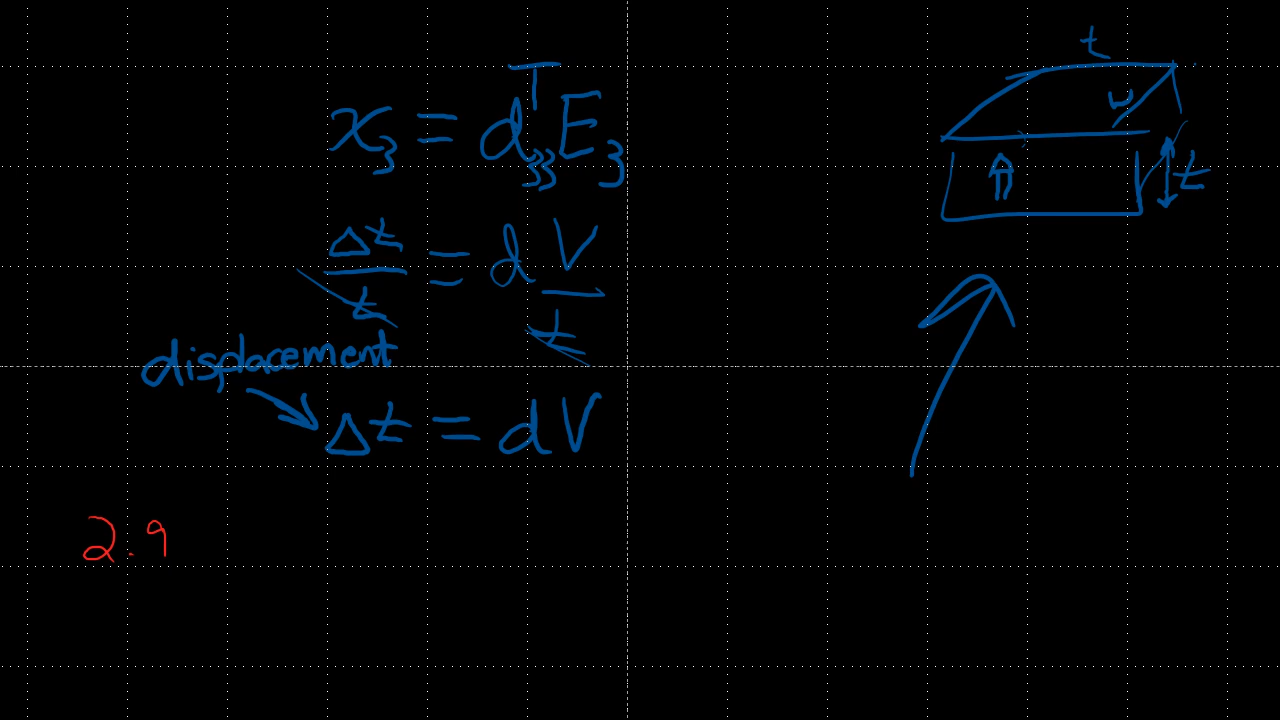 x₃ = d₃₃ᵀ E₃
Δt/t = d V/t
displacement
Δt = dV
2.9
t
w
t